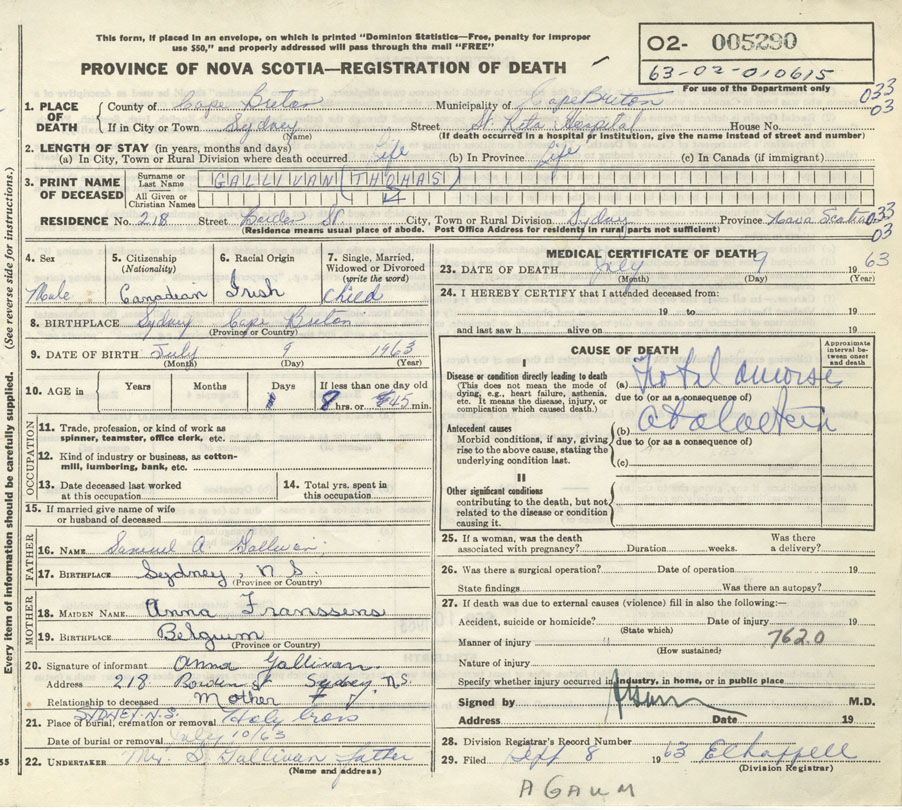 This form, if placed in an envelope, on which is printed "Dominion Statistics—Free, penalty for improper
use $50," and properly addressed will pass through the mail "FREE"
PROVINCE OF NOVA SCOTIA—REGISTRATION OF DEATH
O2- 005290
63-02-010615
For use of the Department only
033
03
1. PLACE OF DEATH
County of Cape Breton Municipality of Cape Breton
If in City or Town Sydney Street St. Rita Hospital House No.
(Name) (If death occurred in a hospital or institution, give the name instead of street and number)
2. LENGTH OF STAY (in years, months and days)
(a) In City, Town or Rural Division where death occurred Life (b) In Province Life (c) In Canada (if immigrant)
3. PRINT NAME OF DECEASED
Surname or Last Name GALLIVAN (THOMAS)
All Given or Christian Names
RESIDENCE No. 218 Street Borden St. City, Town or Rural Division Sydney Province Nova Scotia
(Residence means usual place of abode. Post Office Address for residents in rural parts not sufficient)
033
03
4. Sex 5. Citizenship (Nationality) 6. Racial Origin 7. Single, Married, Widowed or Divorced (write the word)
Male Canadian Irish Child
8. BIRTHPLACE Sydney Cape Breton
(Province or Country)
9. DATE OF BIRTH July 9 1963
(Month) (Day) (Year)
10. AGE in Years Months Days If less than one day old
8 hrs. or 45 min.
OCCUPATION
11. Trade, profession, or kind of work as spinner, teamster, office clerk, etc.
12. Kind of industry or business, as cotton-mill, lumbering, bank, etc.
13. Date deceased last worked at this occupation
14. Total yrs. spent in this occupation
15. If married give name of wife or husband of deceased
FATHER
16. NAME Samuel A Gallivan
17. BIRTHPLACE Sydney, N.S.
(Province or Country)
MOTHER
18. MAIDEN NAME Anna Franssens
19. BIRTHPLACE Belgium
(Province or Country)
20. Signature of informant Anna Gallivan
Address 218 Borden St Sydney N.S.
Relationship to deceased Mother
SYDNEY N.S.
21. Place of burial, cremation or removal Holy Cross
Date of burial or removal July 10/63
22. UNDERTAKER Mr. S Gallivan Father
(Name and address)
MEDICAL CERTIFICATE OF DEATH
23. DATE OF DEATH July 9 1963
(Month) (Day) (Year)
24. I HEREBY CERTIFY that I attended deceased from:
19 to 19
and last saw h alive on 19
CAUSE OF DEATH
Approximate interval between onset and death
I
Disease or condition directly leading to death
(This does not mean the mode of dying, e.g., heart failure, asthenia, etc. It means the disease, injury, or complication which caused death.)
(a)
due to (or as a consequence of)
Antecedent causes
Morbid conditions, if any, giving rise to the above cause, stating the underlying condition last.
(b)
due to (or as a consequence of)
(c)
II
Other significant conditions
contributing to the death, but not related to the disease or condition causing it.
25. If a woman, was the death associated with pregnancy? Duration weeks. Was there a delivery?
26. Was there a surgical operation? Date of operation 19
State findings Was there an autopsy?
27. If death was due to external causes (violence) fill in also the following:—
Accident, suicide or homicide? Date of injury 19
(State which)
Manner of injury 762.0
(How sustained)
Nature of injury
Specify whether injury occurred in industry, in home, or in public place
Signed by M.D.
Address Date 19
28. Division Registrar's Record Number
29. Filed Sept 8 1963
(Division Registrar)
A GAUM
Every item of information should be carefully supplied. (See reverse side for instructions.)
55